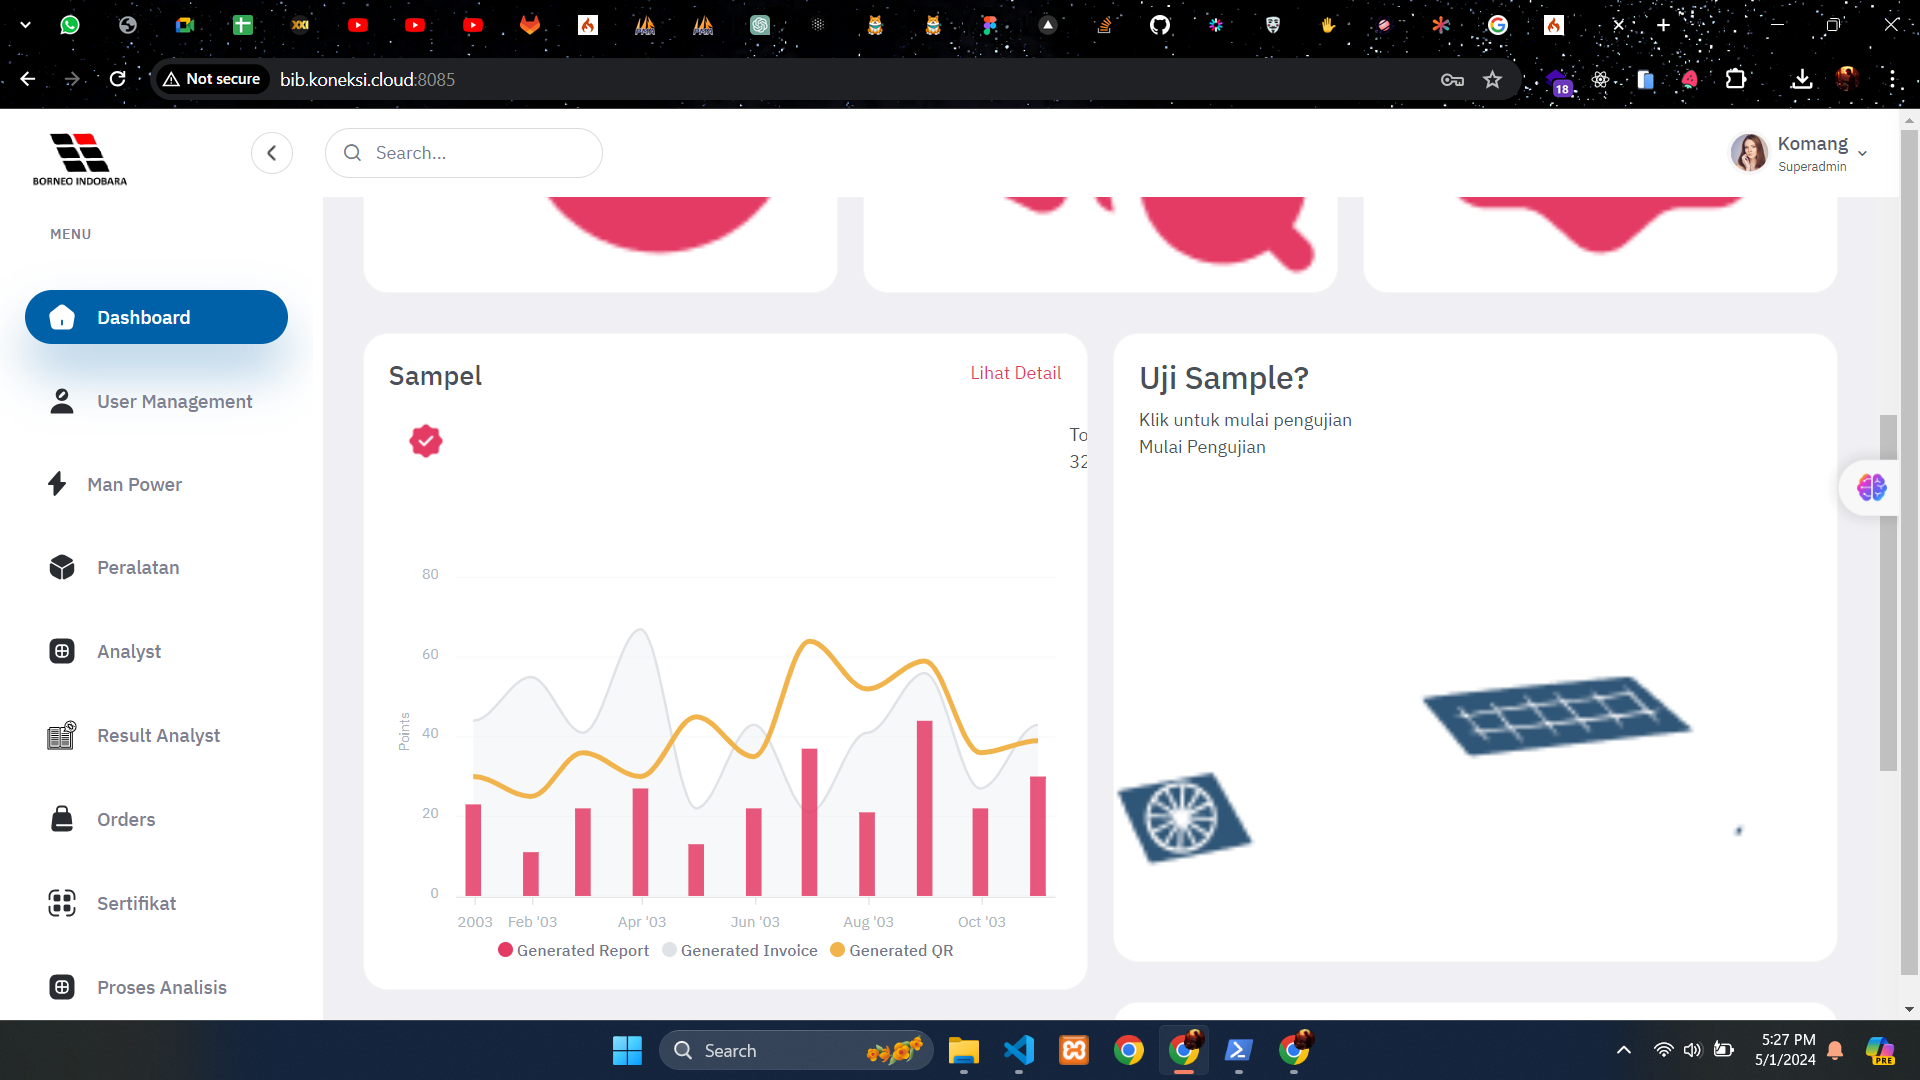 XXI
Not secure
bib.koneksi.cloud:8085
18
BORNEO INDOBARA
Search...
Komang
Superadmin
MENU
Dashboard
User Management
Man Power
Peralatan
Analyst
Result Analyst
Orders
Sertifikat
Proses Analisis
Sampel
Lihat Detail
To
32
80
60
40
20
0
Points
2003 Feb '03 Apr '03 Jun '03 Aug '03 Oct '03
Generated Report Generated Invoice Generated QR
Uji Sample?
Klik untuk mulai pengujian
Mulai Pengujian
Search
5:27 PM
5/1/2024
PRE